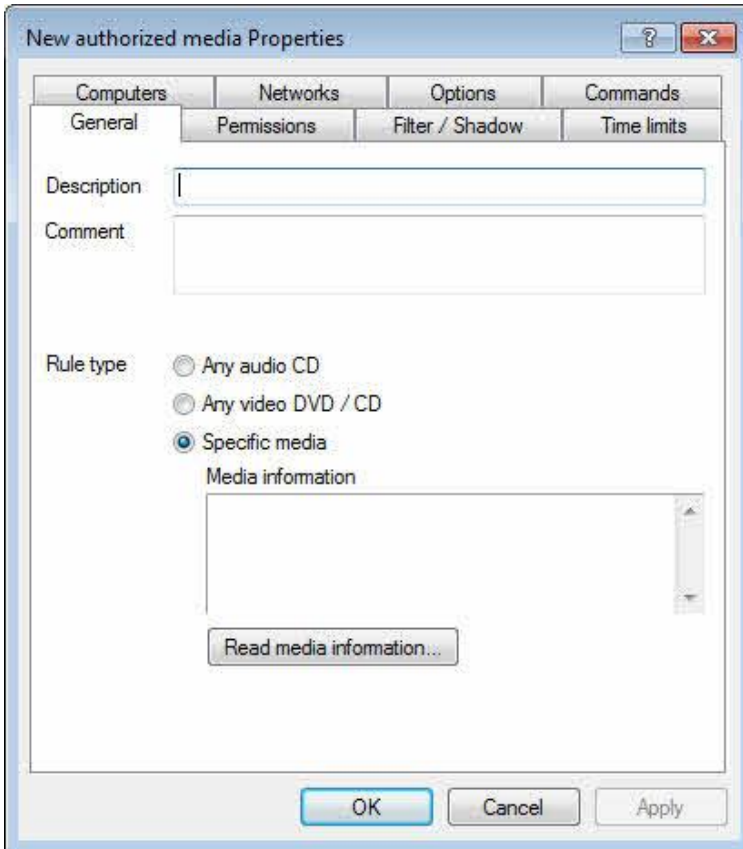 New authorized media Properties
Computers Networks Options Commands
General Permissions Filter / Shadow Time limits
Description
Comment
Rule type Any audio CD
Any video DVD / CD
Specific media
Media information
Read media information...
OK Cancel Apply